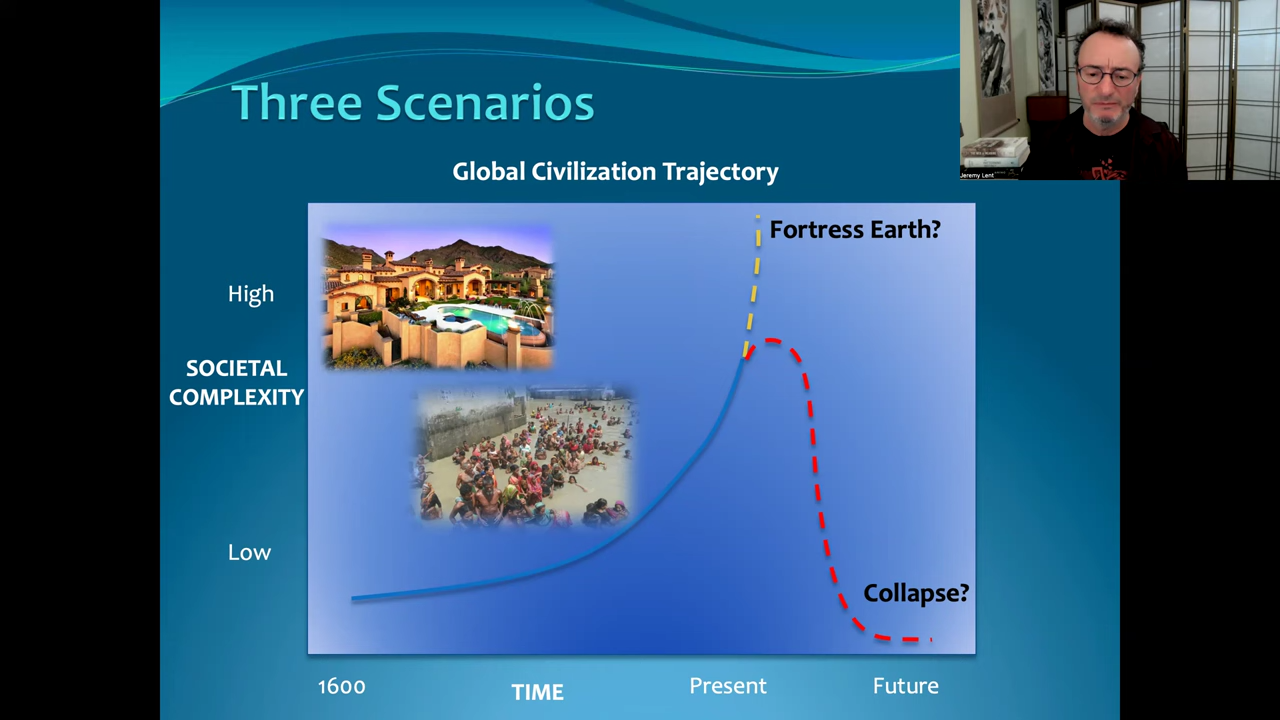 Three Scenarios
Global Civilization Trajectory
Fortress Earth?
High
SOCIETAL
COMPLEXITY
Low
Collapse?
1600
TIME
Present
Future
Jeremy Lent